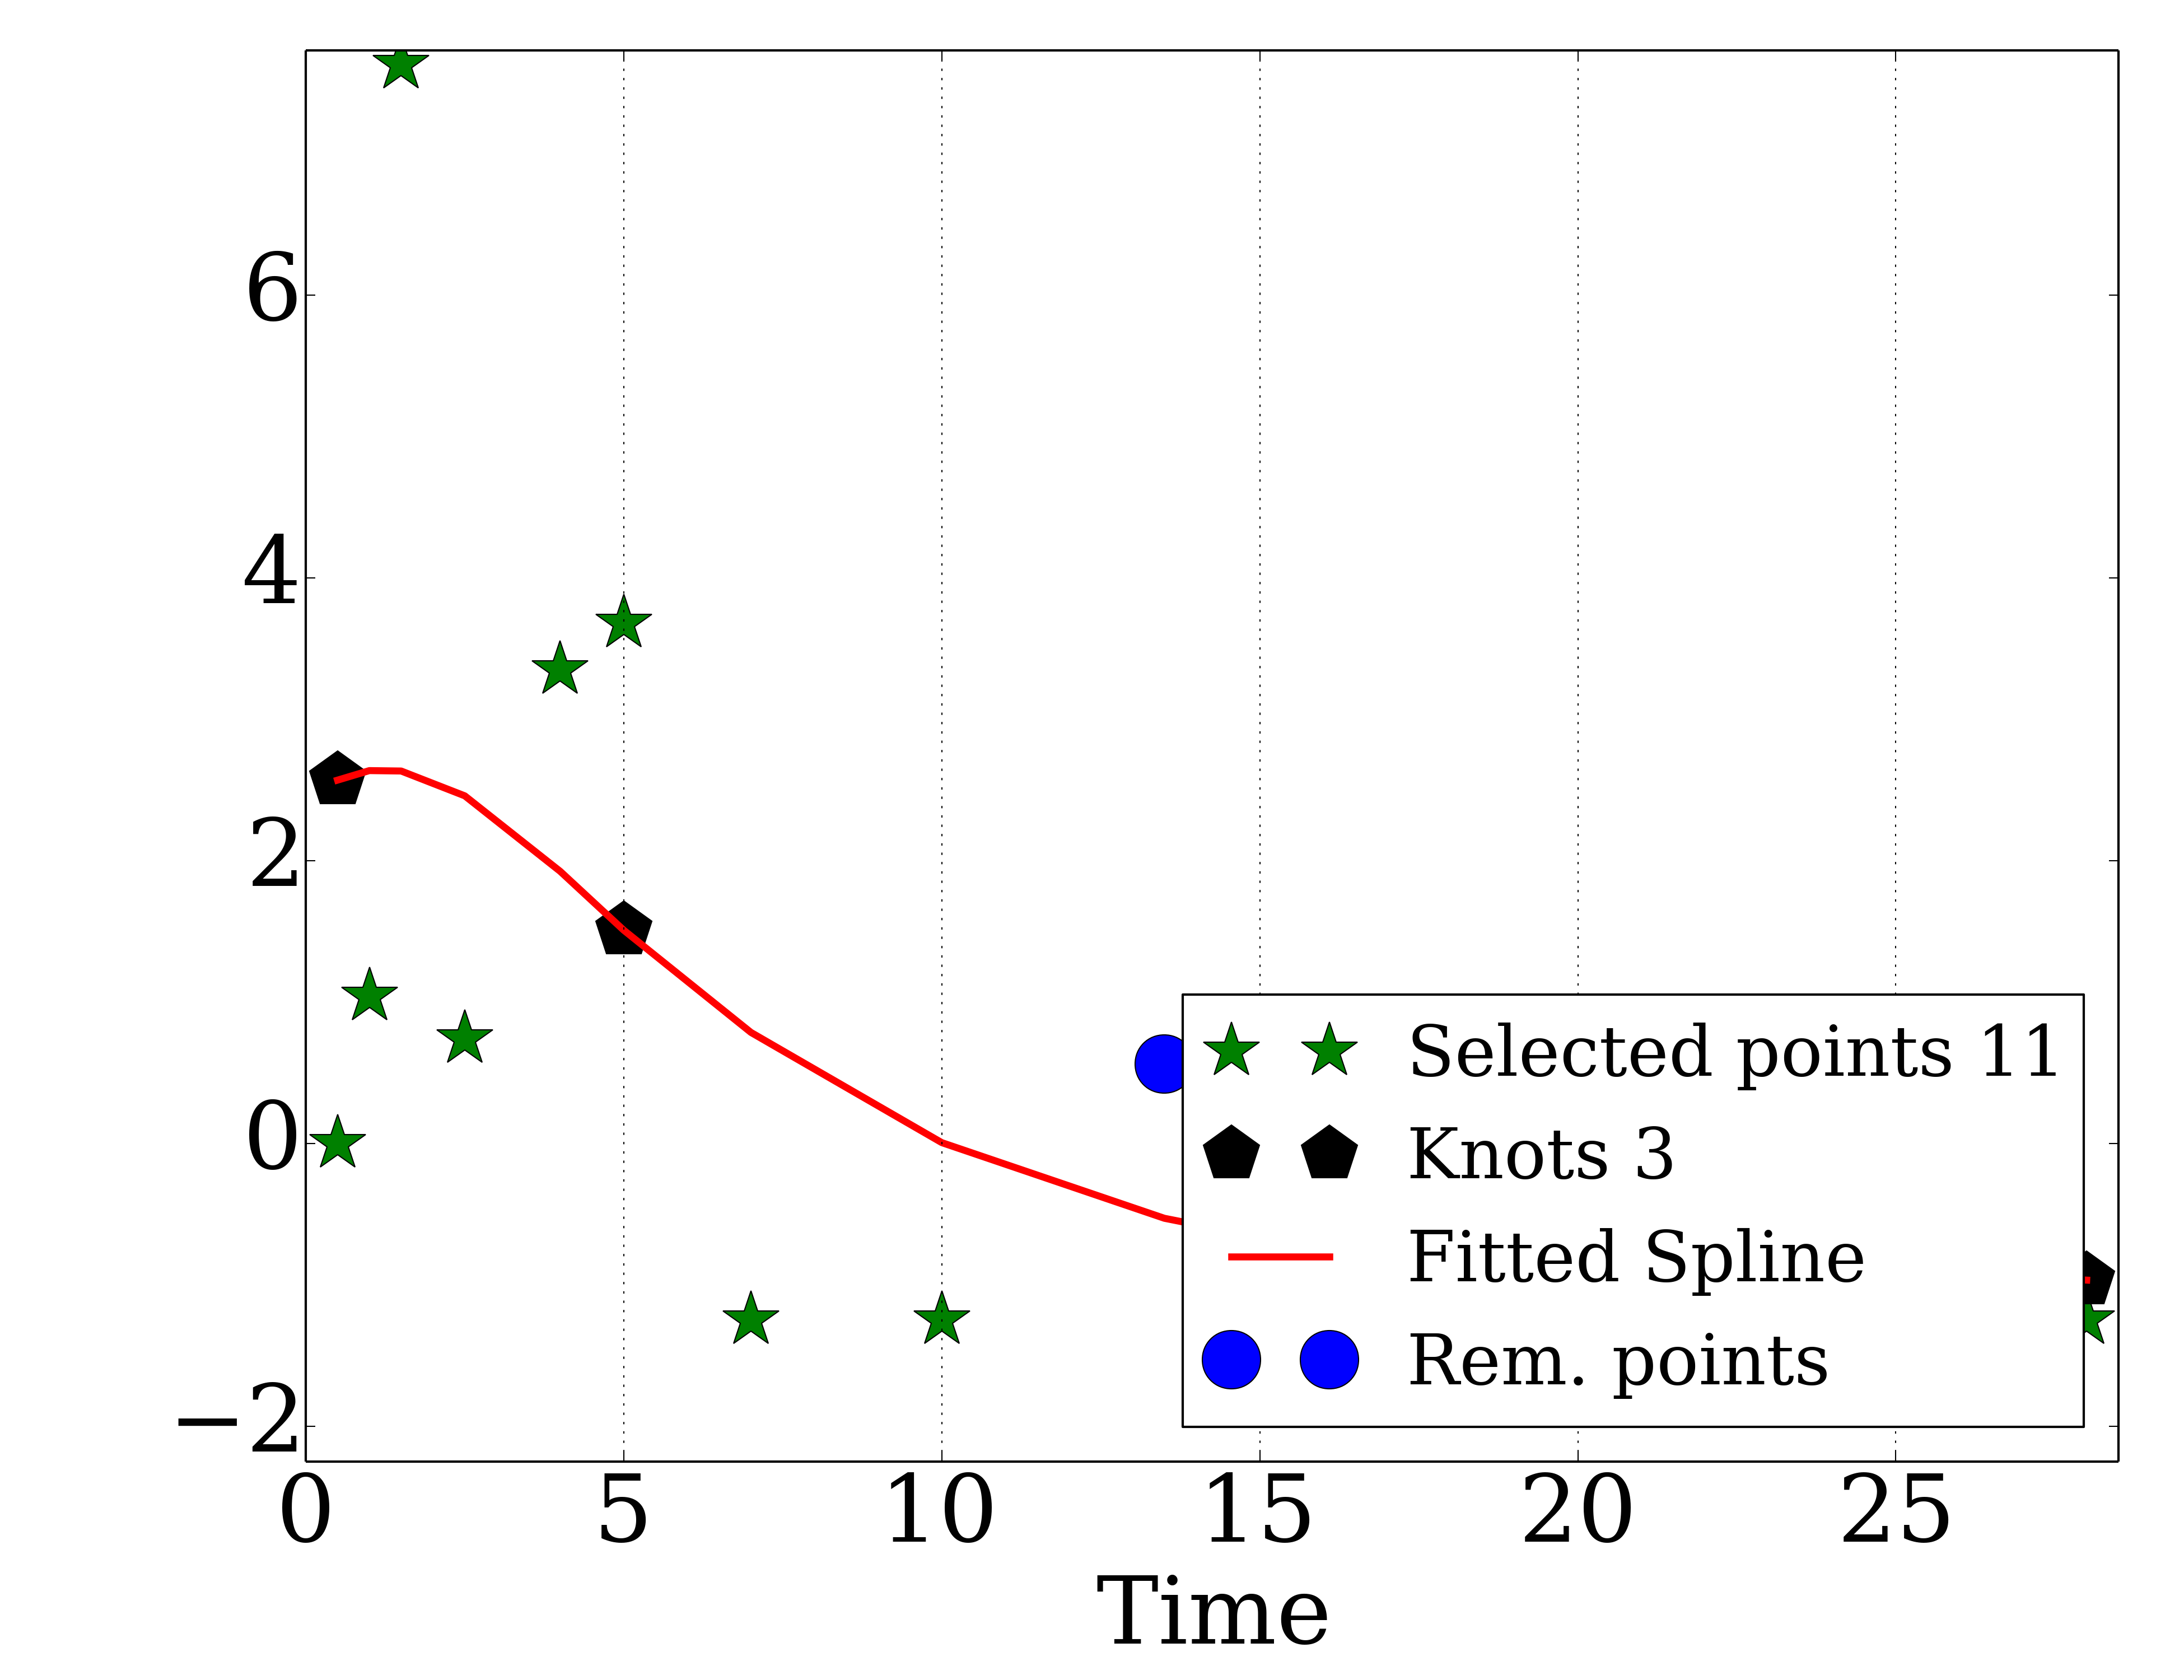 6
4
2
0
−2
Selected points 11
Knots 3
Fitted Spline
Rem. points
0 5 10 15 20 25
Time